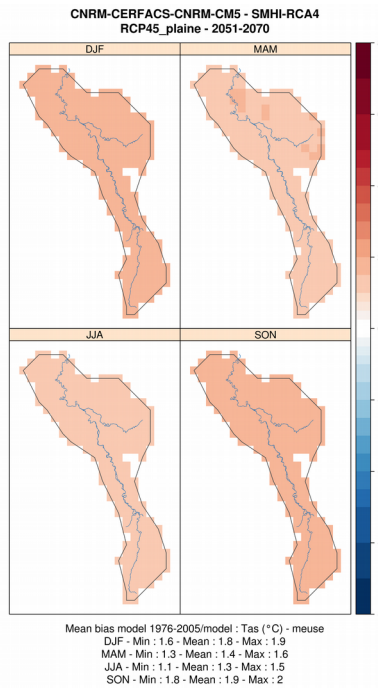 CNRM-CERFACS-CNRM-CM5 - SMHI-RCA4
RCP45_plaine - 2051-2070
DJF
MAM
JJA
SON
Mean bias model 1976-2005/model : Tas (°C) - meuse
DJF - Min : 1.6 - Mean : 1.8 - Max : 1.9
MAM - Min : 1.3 - Mean : 1.4 - Max : 1.6
JJA - Min : 1.1 - Mean : 1.3 - Max : 1.5
SON - Min : 1.8 - Mean : 1.9 - Max : 2